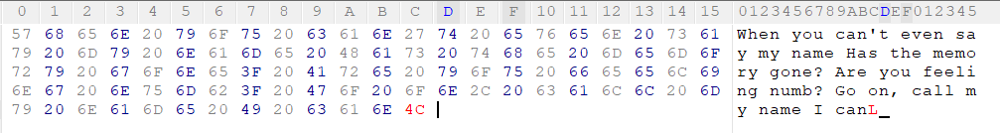 0 1 2 3 4 5 6 7 8 9 A B C D E F 10 11 12 13 14 15 0123456789ABCDEF012345
57 68 65 6E 20 79 6F 75 20 63 61 6E 27 74 20 65 76 65 6E 20 73 61 When you can't even sa
79 20 6D 79 20 6E 61 6D 65 20 48 61 73 20 74 68 65 20 6D 65 6D 6F y my name Has the memo
72 79 20 67 6F 6E 65 3F 20 41 72 65 20 79 6F 75 20 66 65 65 6C 69 ry gone? Are you feeli
6E 67 20 6E 75 6D 62 3F 20 47 6F 20 6F 6E 2C 20 63 61 6C 6C 20 6D ng numb? Go on, call m
79 20 6E 61 6D 65 20 49 20 63 61 6E 4C y name I canL